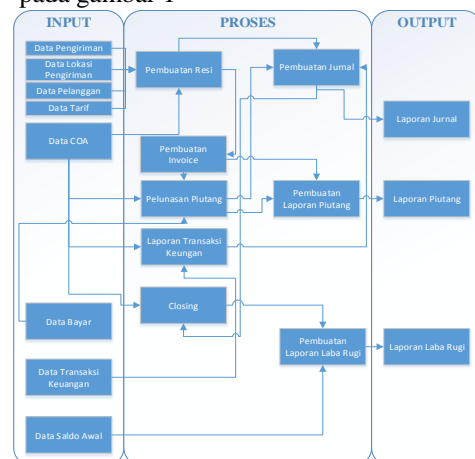 pada gambar 1
INPUT
PROSES
OUTPUT
Data Pengiriman
Data Lokasi
Pengiriman
Data Pelanggan
Data Tarif
Data COA
Data Bayar
Data Transaksi
Keuangan
Data Saldo Awal
Pembuatan Resi
Pembuatan Jurnal
Pembuatan
Invoice
Pelunasan Piutang
Pembuatan
Laporan Piutang
Laporan Transaksi
Keungan
Closing
Pembuatan
Laporan Laba Rugi
Laporan Jurnal
Laporan Piutang
Laporan Laba Rugi